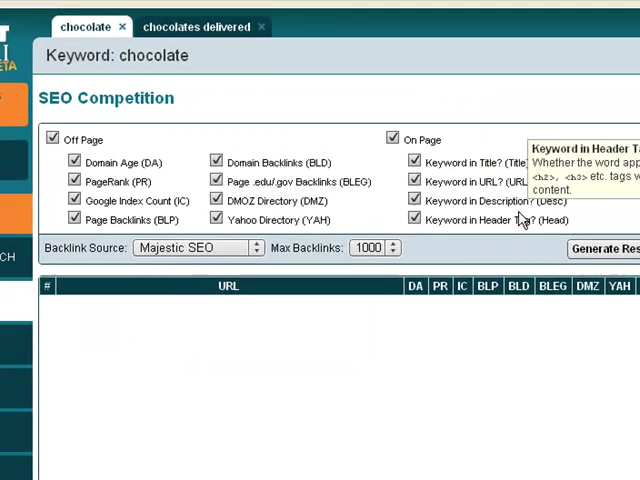 chocolate
chocolates delivered
Keyword: chocolate
SEO Competition
Off Page
On Page
Domain Age (DA)
Domain Backlinks (BLD)
Keyword in Title? (Title)
PageRank (PR)
Page .edu/.gov Backlinks (BLEG)
Keyword in URL? (URL
Google Index Count (IC)
DMOZ Directory (DMZ)
Keyword in Description? (Desc)
Page Backlinks (BLP)
Yahoo Directory (YAH)
Keyword in Header Tag? (Head)
Keyword in Header Ta
Whether the word app
<h2>, <h3> etc. tags w
content.
Backlink Source:
Majestic SEO
Max Backlinks:
1000
Generate Res
# URL DA PR IC BLP BLD BLEG DMZ YAH
CH